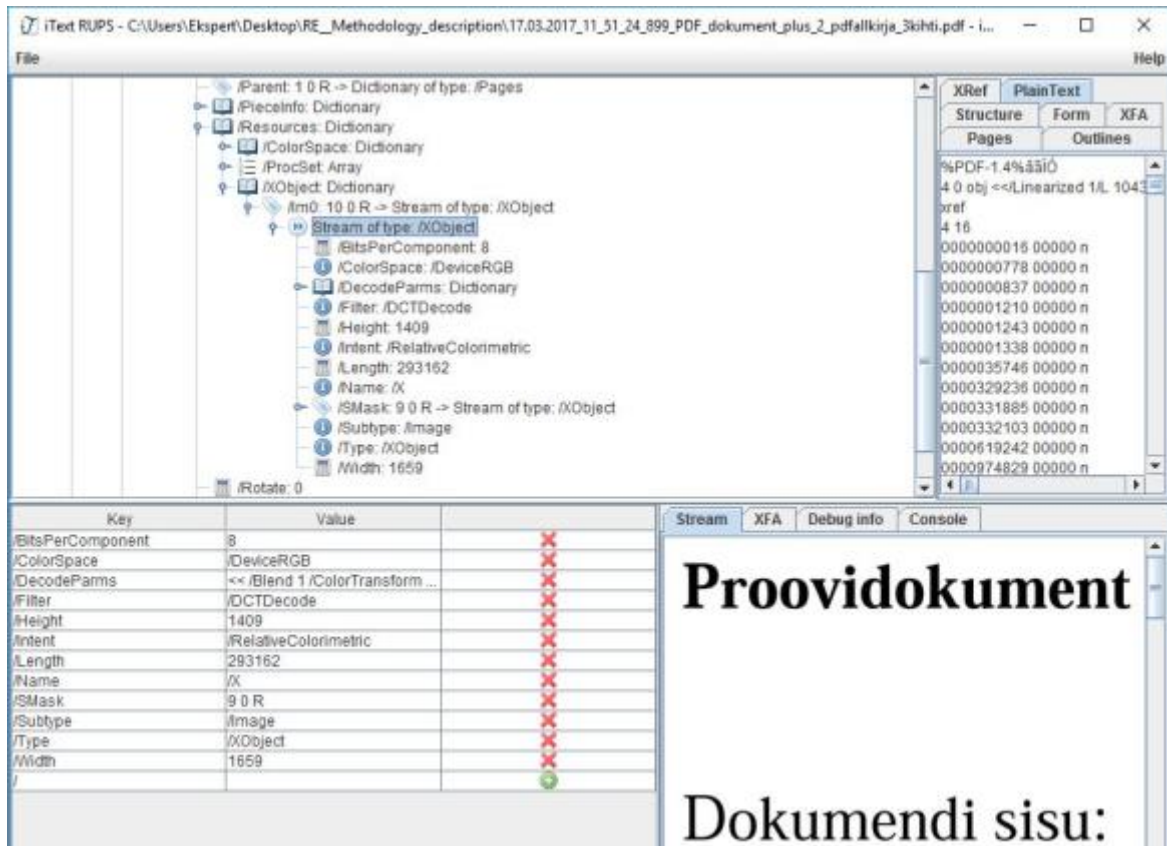 iText RUPS - C:\Users\Ekspert\Desktop\RE__Methodology_description\17.03.2017_11_51_24_899_PDF_dokument_plus_2_pdfallkirja_3kihti.pdf - i...
File
Help
/Parent: 1 0 R -> Dictionary of type: /Pages
/PieceInfo: Dictionary
/Resources: Dictionary
/ColorSpace: Dictionary
/ProcSet: Array
/XObject: Dictionary
/Im0: 10 0 R -> Stream of type: /XObject
Stream of type: /XObject
/BitsPerComponent: 8
/ColorSpace: /DeviceRGB
/DecodeParms: Dictionary
/Filter: /DCTDecode
/Height: 1409
/Intent: /RelativeColorimetric
/Length: 293162
/Name: /X
/SMask: 9 0 R -> Stream of type: /XObject
/Subtype: /Image
/Type: /XObject
/Width: 1659
/Rotate: 0
XRef PlainText
Structure Form XFA
Pages Outlines
%PDF-1.4%âãÏÓ
4 0 obj <</Linearized 1/L 1043
xref
4 16
0000000016 00000 n
0000000778 00000 n
0000000837 00000 n
0000001210 00000 n
0000001243 00000 n
0000001338 00000 n
0000035746 00000 n
0000329236 00000 n
0000331885 00000 n
0000332103 00000 n
0000619242 00000 n
0000974829 00000 n
Key Value
/BitsPerComponent 8
/ColorSpace /DeviceRGB
/DecodeParms << /Blend 1 /ColorTransform ...
/Filter /DCTDecode
/Height 1409
/Intent /RelativeColorimetric
/Length 293162
/Name /X
/SMask 9 0 R
/Subtype /Image
/Type /XObject
/Width 1659
/
Stream XFA Debug info Console
Proovidokument
Dokumendi sisu: